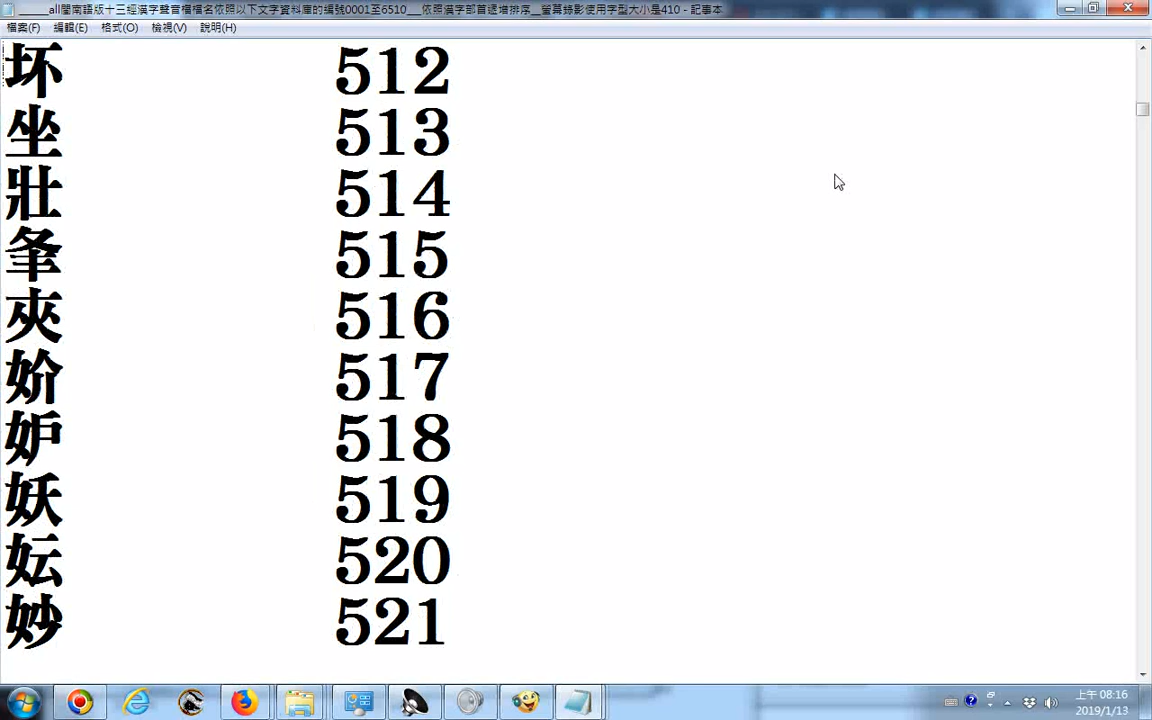 ______all閩南語版十三經漢字聲音檔檔名依照以下文字資料庫的編號0001至6510___依照漢字部首遞增排序__螢幕錄影使用字型大小是410 - 記事本
檔案(F) 編輯(E) 格式(O) 檢視(V) 說明(H)
坏 512
坐 513
壯 514
夆 515
夾 516
妎 517
妒 518
妖 519
妘 520
妙 521
上午 08:16
2019/1/13